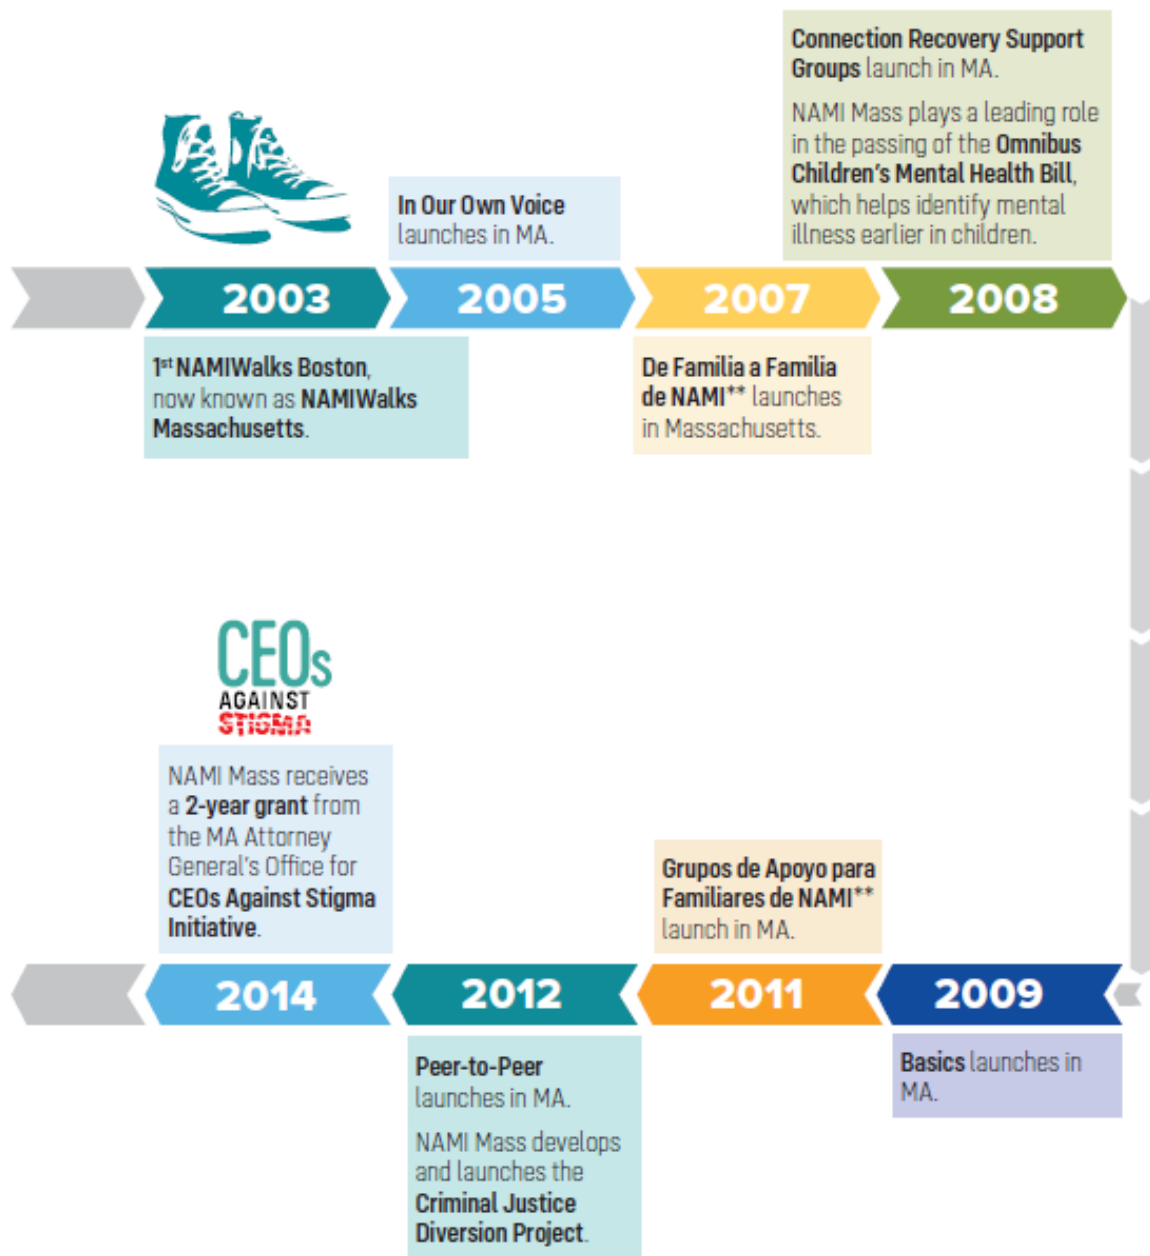 Connection Recovery Support
Groups launch in MA.
NAMI Mass plays a leading role
in the passing of the Omnibus
Children's Mental Health Bill,
which helps identify mental
illness earlier in children.
In Our Own Voice
launches in MA.
2003
2005
2007
2008
1st NAMIWalks Boston,
now known as NAMIWalks
Massachusetts.
De Familia a Familia
de NAMI** launches
in Massachusetts.
CEOs
AGAINST
STIGMA
NAMI Mass receives
a 2-year grant from
the MA Attorney
General's Office for
CEOs Against Stigma
Initiative.
Grupos de Apoyo para
Familiares de NAMI**
launch in MA.
2014
2012
2011
2009
Peer-to-Peer
launches in MA.
NAMI Mass develops
and launches the
Criminal Justice
Diversion Project.
Basics launches in
MA.